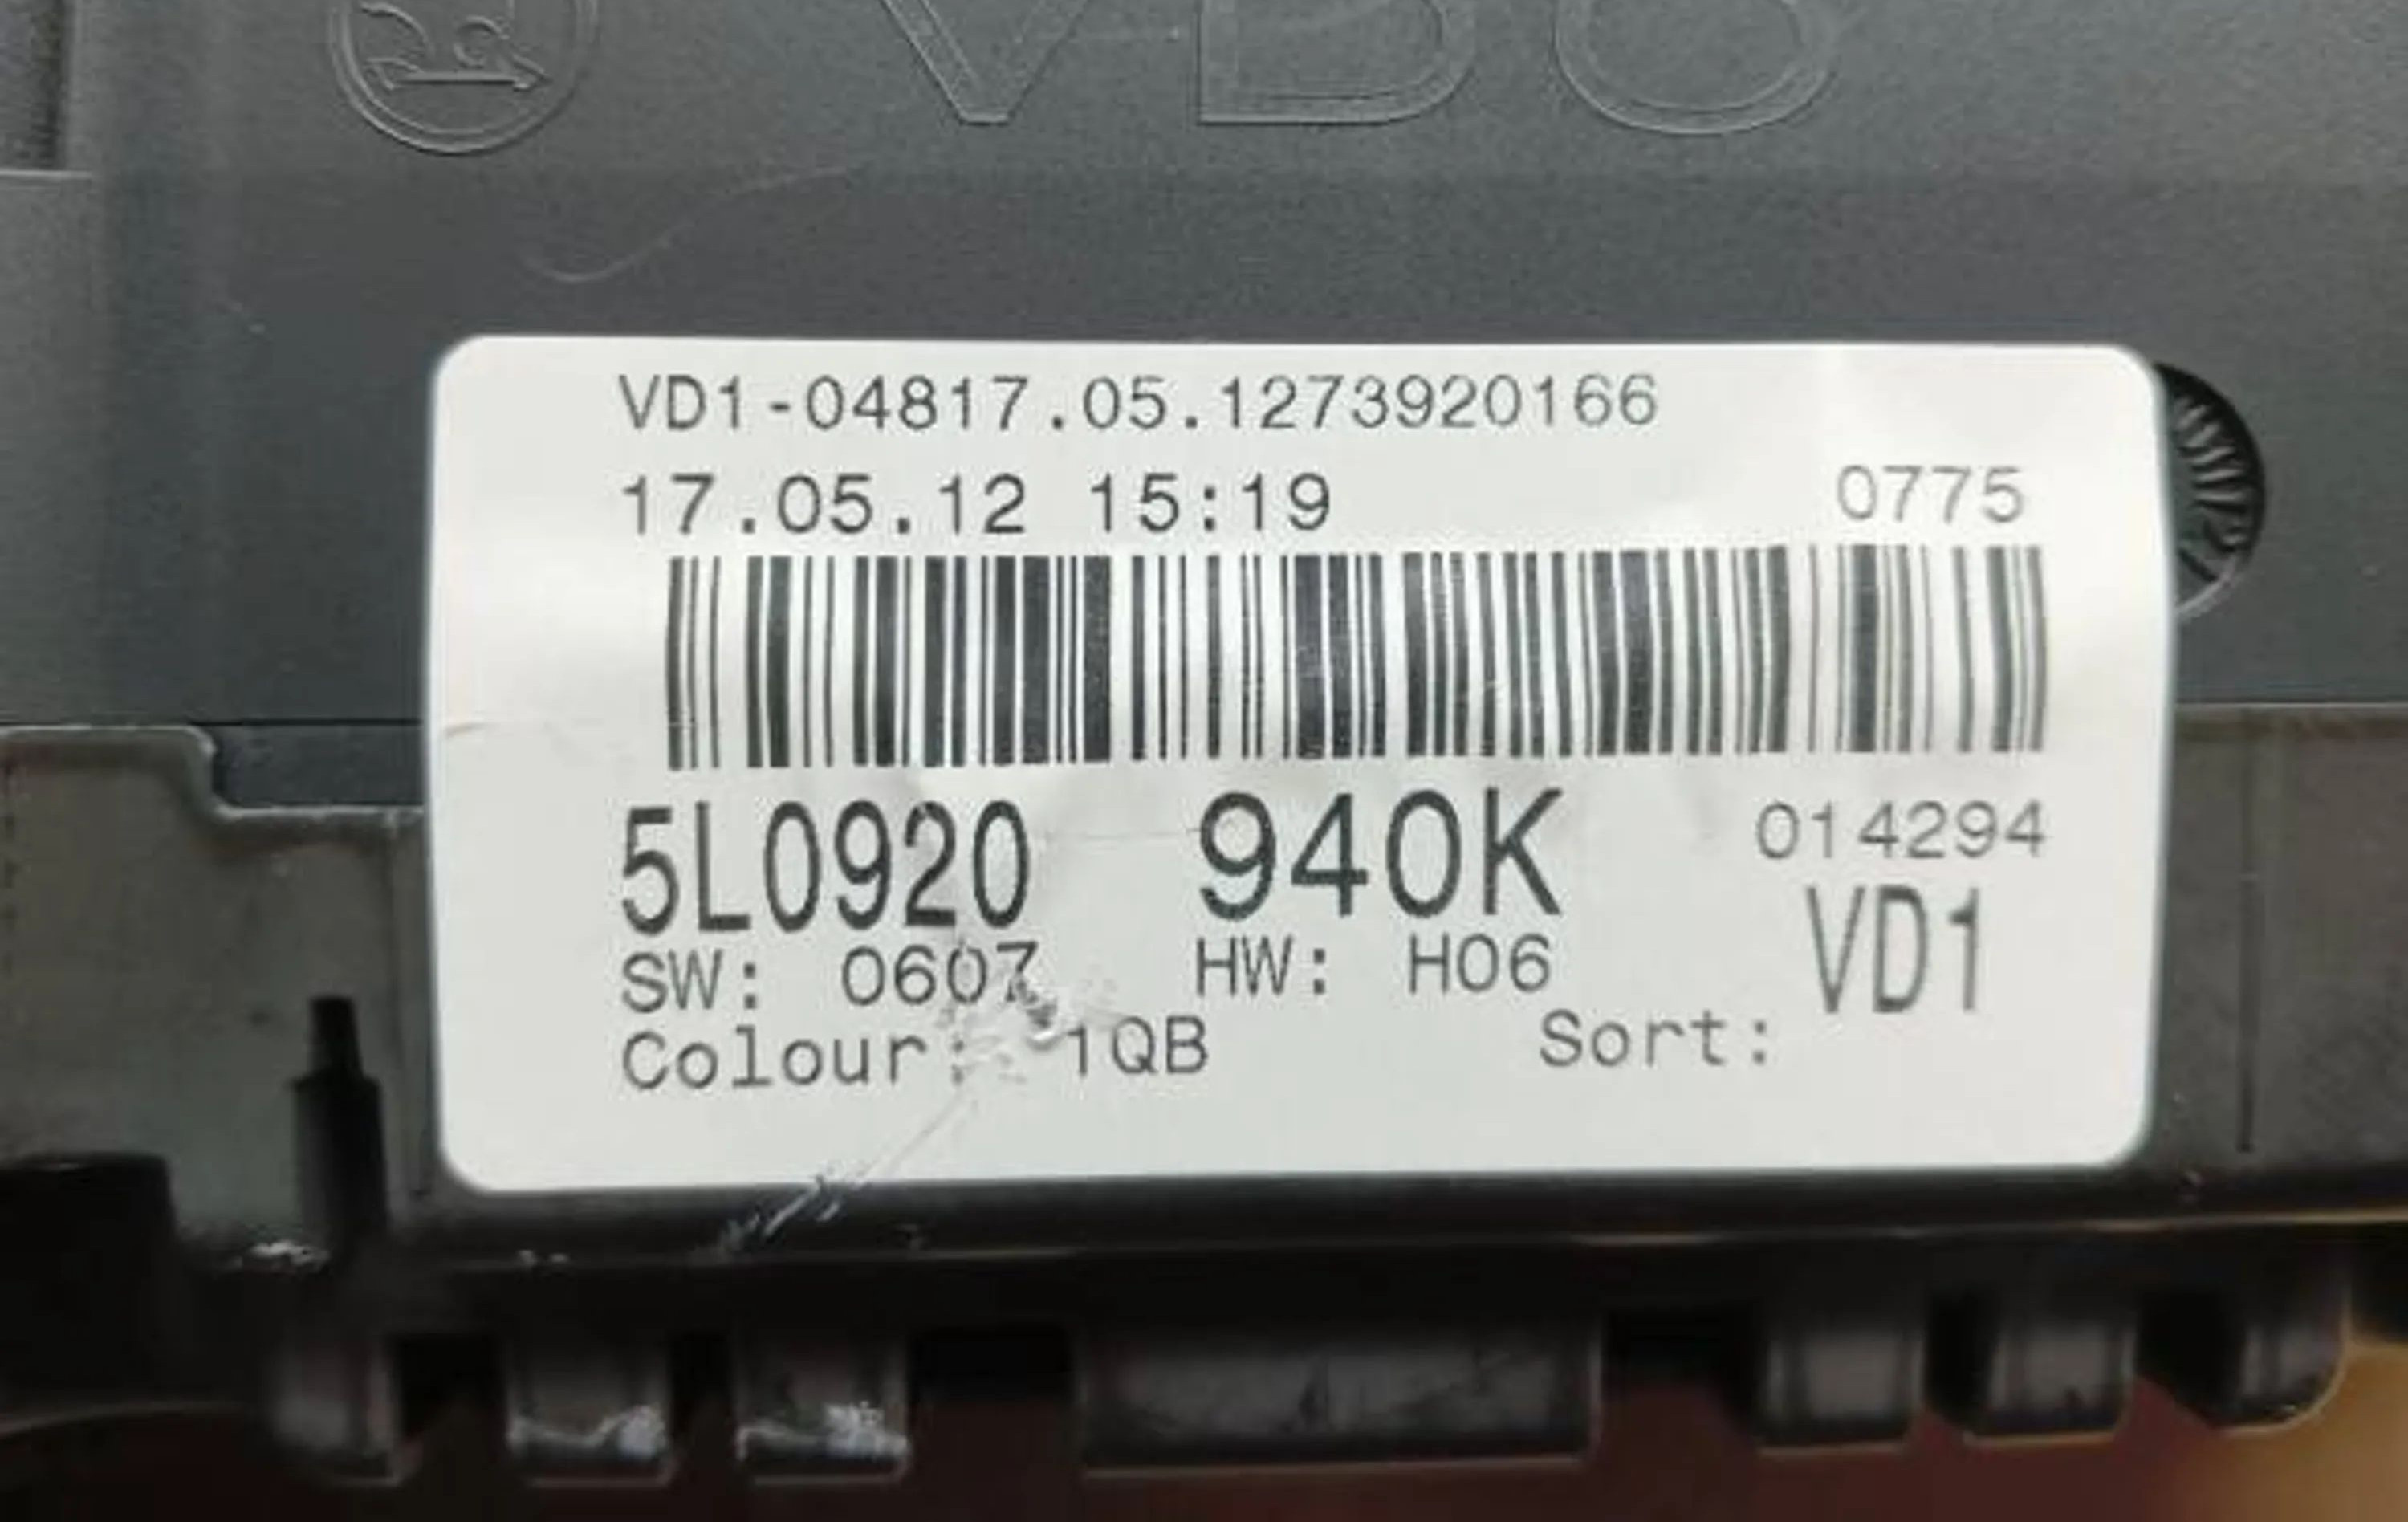 VDO
VD1-04817.05.1273920166
17.05.12 15:19 0775
5L0920 940K 014294
SW: 0607 HW: H06 VD1
Colour: 1QB Sort: